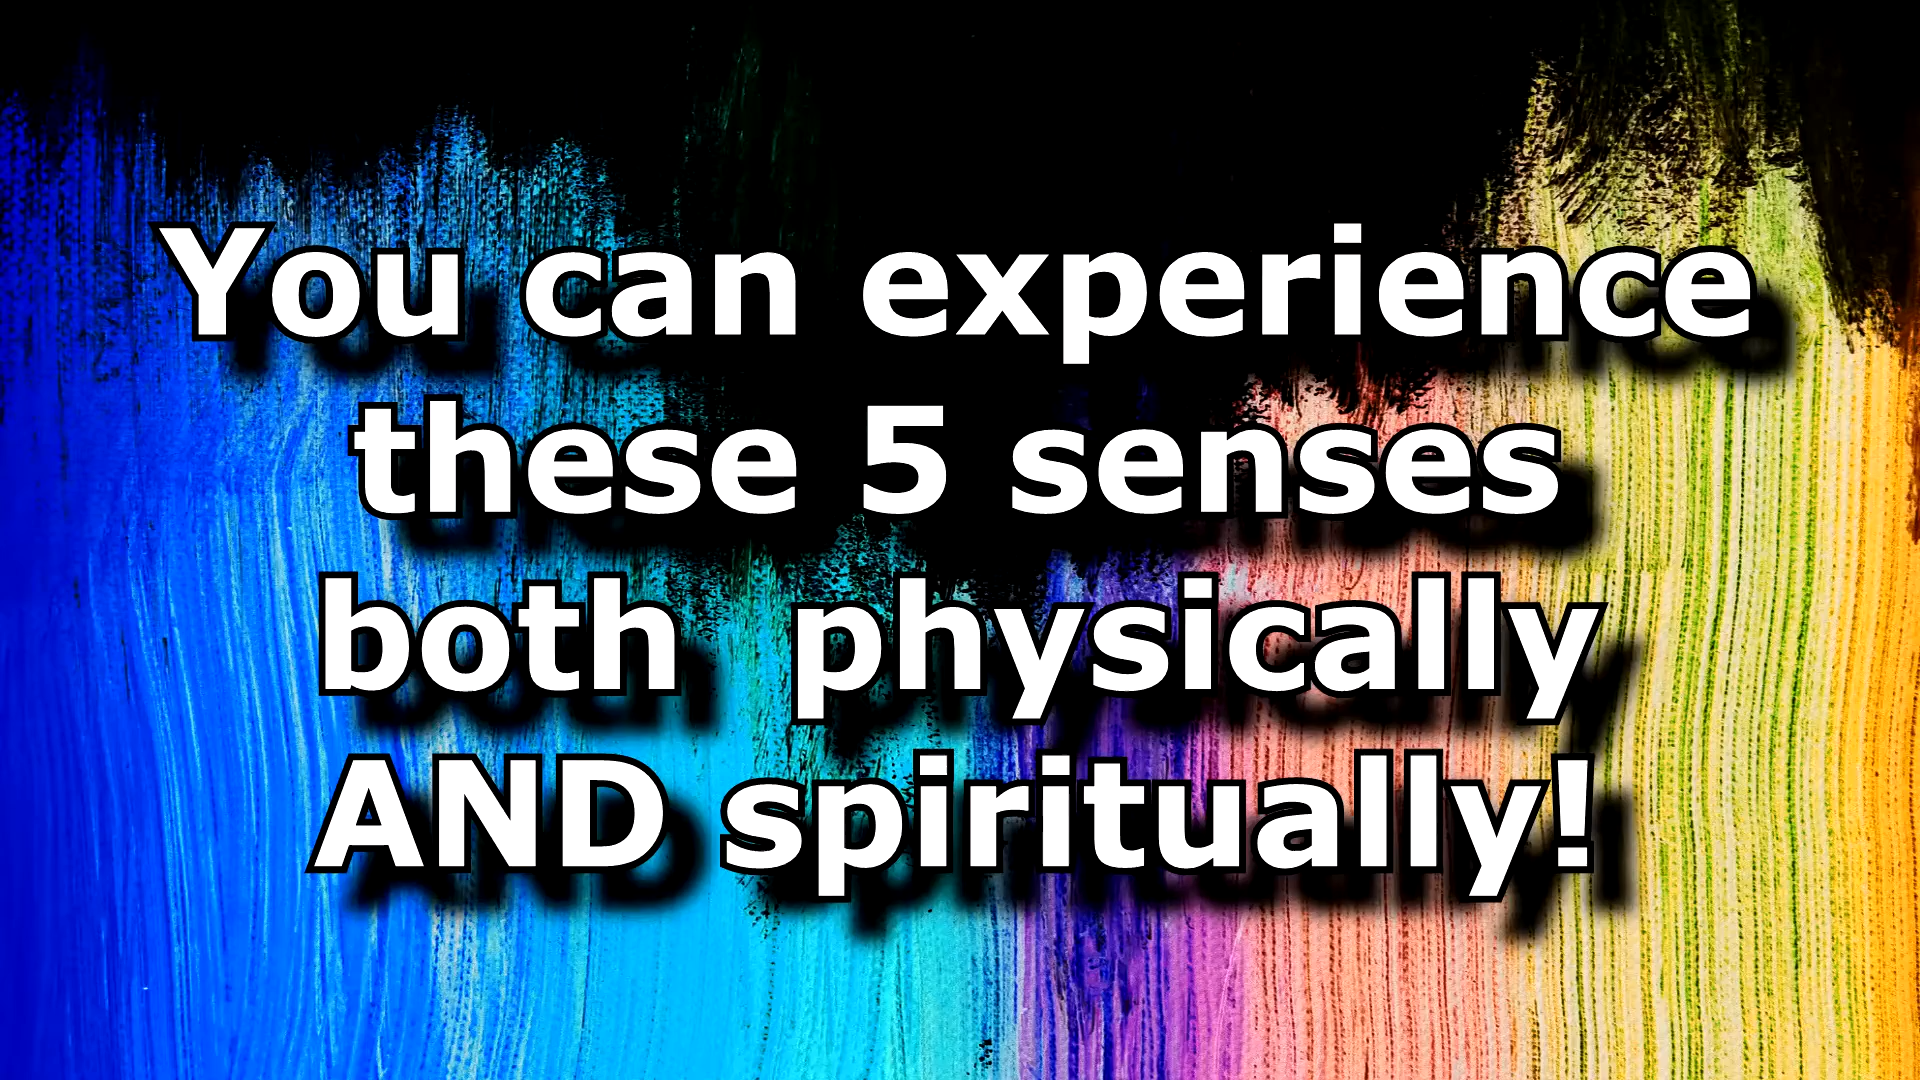 You can experience
these 5 senses
both  physically
AND spiritually!